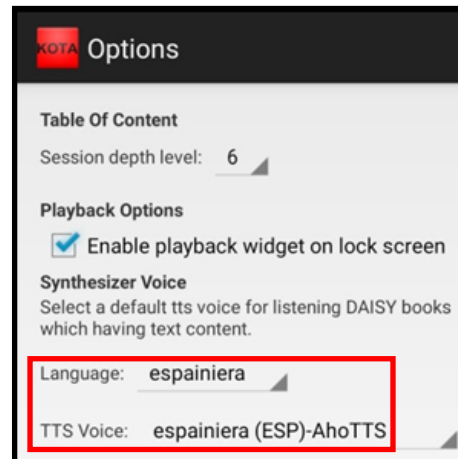 KOTA Options
Table Of Content
Session depth level: 6
Playback Options
Enable playback widget on lock screen
Synthesizer Voice
Select a default tts voice for listening DAISY books
which having text content.
Language: espainiera
TTS Voice: espainiera (ESP)-AhoTTS